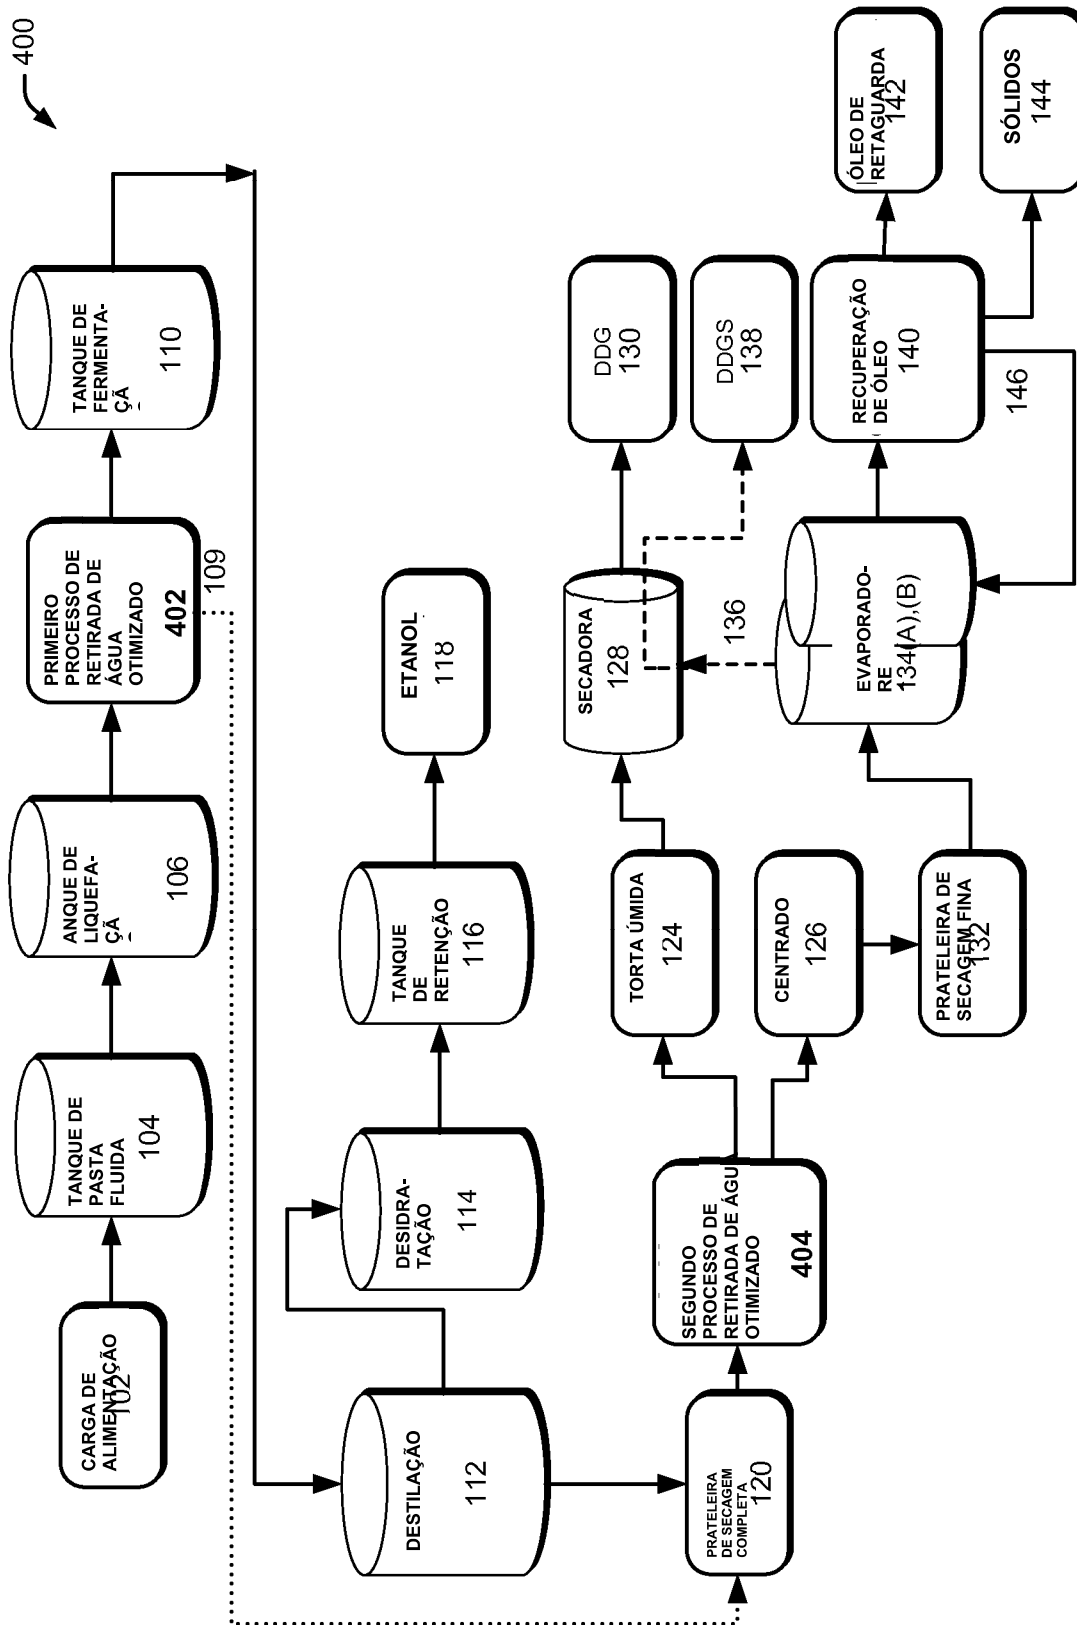 400
CARGA DE
ALIMENTAÇÃO
102
TANQUE DE
PASTA
FLUIDA
104
ANQUE DE
LIQUEFA-
ÇÃ
106
PRIMEIRO
PROCESSO DE
RETIRADA DE
ÁGUA
OTIMIZADO
402
109
TANQUE DE
FERMENTA-
ÇÃ
110
DESTILAÇÃO
112
DESIDRA-
TAÇÃO
114
TANQUE
DE
RETENÇÃO
116
ETANOL
118
PRATELEIRA
DE SECAGEM
COMPLETA
120
SEGUNDO
PROCESSO DE
RETIRADA DE ÁGU
OTIMIZADO
404
TORTA ÚMIDA
124
CENTRADO
126
SECADORA
128
DDG
130
PRATELEIRA DE
SECAGEM FINA
132
EVAPORADO-
RE
134(A),(B)
136
DDGS
138
RECUPERAÇÃO
DE ÓLEO
140
146
ÓLEO DE
RETAGUARDA
142
SÓLIDOS
144